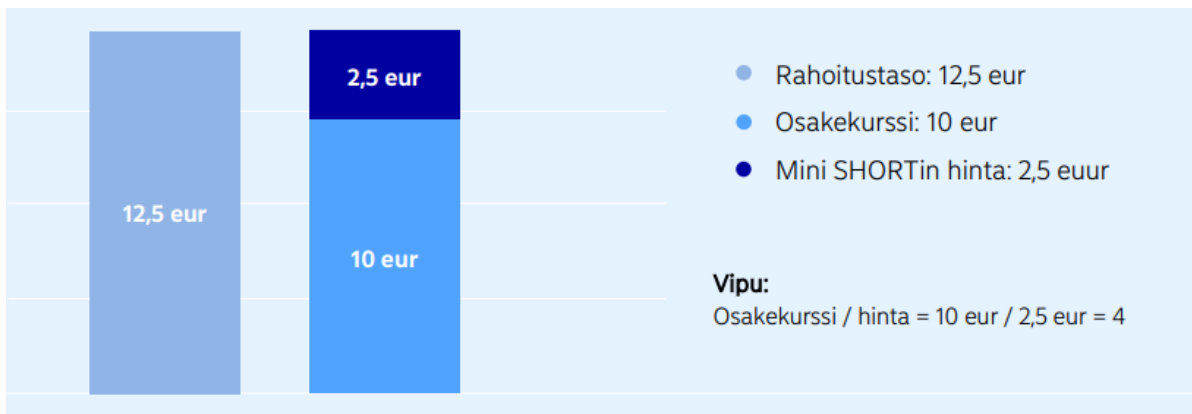 2,5 eur
12,5 eur
10 eur
Rahoitustaso: 12,5 eur
Osakekurssi: 10 eur
Mini SHORTin hinta: 2,5 euur
Vipu:
Osakekurssi / hinta = 10 eur / 2,5 eur = 4